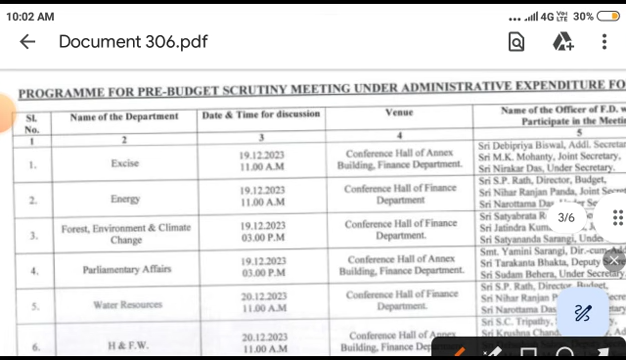 10:02 AM
4G VoLTE 30%
Document 306.pdf
PROGRAMME FOR PRE-BUDGET SCRUTINY MEETING UNDER ADMINISTRATIVE EXPENDITURE FO
Sl. No. Name of the Department Date & Time for discussion Venue Name of the Officer of F.D. w
Participate in the Meetin
1 2 3 4 5
1. Excise 19.12.2023 11.00 A.M Conference Hall of Annex Building, Finance Department. Sri Debipriya Biswal, Addl. Secretar
Sri M.K. Mohanty, Joint Secretary,
Sri Nirakar Das, Under Secretary.
2. Energy 19.12.2023 11.00 A.M Conference Hall of Finance Department Sri S.P. Rath, Director, Budget,
Sri Nihar Ranjan Panda, Joint
Sri Narottama
3. Forest, Environment & Climate Change 19.12.2023 03.00 P.M Conference Hall of Finance Department. Sri Satyabrata
Sri Jatindra
Sri Satyananda Sarangi,
3/6
4. Parliamentary Affairs 19.12.2023 03.00 P.M Conference Hall of Annex Building, Finance Department. Smt. Yamini Sarangi,
Sri Tarakanta Bhakta, Deputy
Sri Sudam Behera, Under Secretary
5. Water Resources 20.12.2023 11.00 A.M Conference Hall of Finance Department. Sri S.P. Rath, Director, Budget,
Sri Nihar Ranjan
Sri Narottama Das
6. H & F.W. 20.12.2023 11.00 A.M Conference Hall of Annex Building, Finance Sri S.C. Tripathy,
Sri Krushna